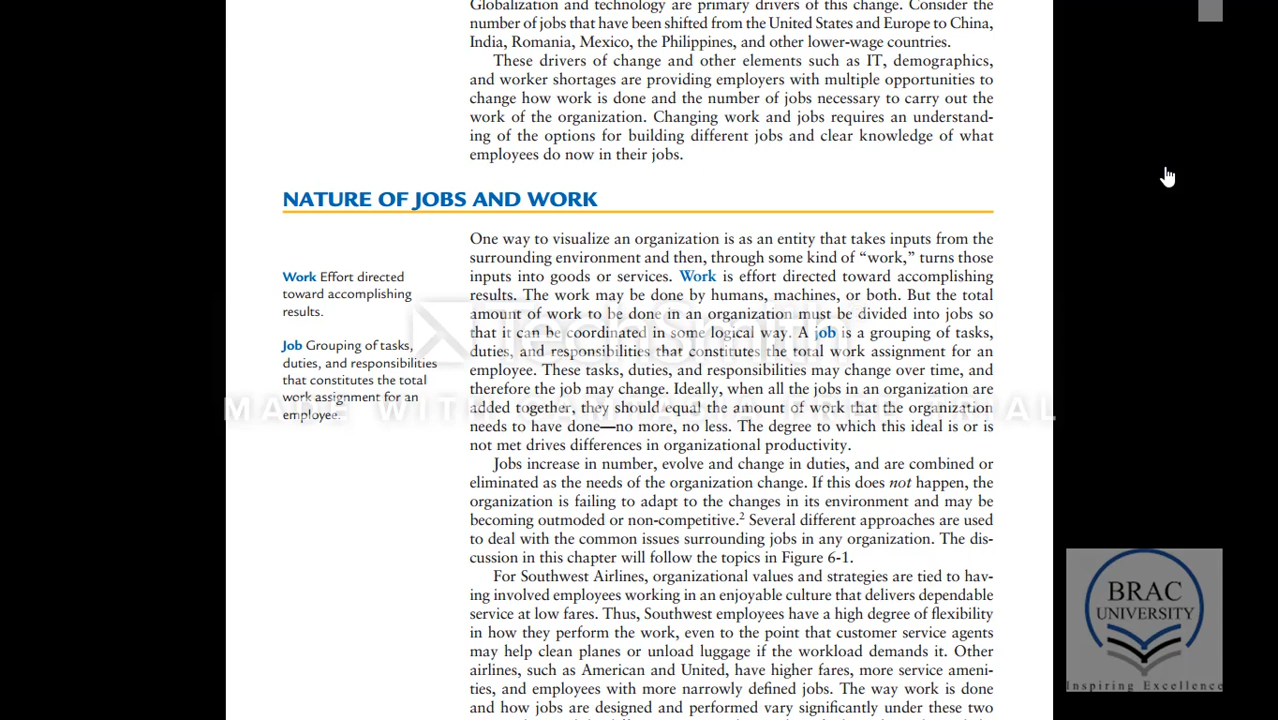 Globalization and technology are primary drivers of this change. Consider the
number of jobs that have been shifted from the United States and Europe to China,
India, Romania, Mexico, the Philippines, and other lower-wage countries.
These drivers of change and other elements such as IT, demographics,
and worker shortages are providing employers with multiple opportunities to
change how work is done and the number of jobs necessary to carry out the
work of the organization. Changing work and jobs requires an understand-
ing of the options for building different jobs and clear knowledge of what
employees do now in their jobs.
NATURE OF JOBS AND WORK
Work Effort directed
toward accomplishing
results.
Job Grouping of tasks,
duties, and responsibilities
that constitutes the total
work assignment for an
employee.
One way to visualize an organization is as an entity that takes inputs from the
surrounding environment and then, through some kind of “work,” turns those
inputs into goods or services. Work is effort directed toward accomplishing
results. The work may be done by humans, machines, or both. But the total
amount of work to be done in an organization must be divided into jobs so
that it can be coordinated in some logical way. A job is a grouping of tasks,
duties, and responsibilities that constitutes the total work assignment for an
employee. These tasks, duties, and responsibilities may change over time, and
therefore the job may change. Ideally, when all the jobs in an organization are
added together, they should equal the amount of work that the organization
needs to have done—no more, no less. The degree to which this ideal is or is
not met drives differences in organizational productivity.
Jobs increase in number, evolve and change in duties, and are combined or
eliminated as the needs of the organization change. If this does not happen, the
organization is failing to adapt to the changes in its environment and may be
becoming outmoded or non-competitive.2 Several different approaches are used
to deal with the common issues surrounding jobs in any organization. The dis-
cussion in this chapter will follow the topics in Figure 6-1.
For Southwest Airlines, organizational values and strategies are tied to hav-
ing involved employees working in an enjoyable culture that delivers dependable
service at low fares. Thus, Southwest employees have a high degree of flexibility
in how they perform the work, even to the point that customer service agents
may help clean planes or unload luggage if the workload demands it. Other
airlines, such as American and United, have higher fares, more service ameni-
ties, and employees with more narrowly defined jobs. The way work is done
and how jobs are designed and performed vary significantly under these two
TechSmith
MADE WITH CAMTASIA FREE TRIAL
BRAC
UNIVERSITY
Inspiring Excellence